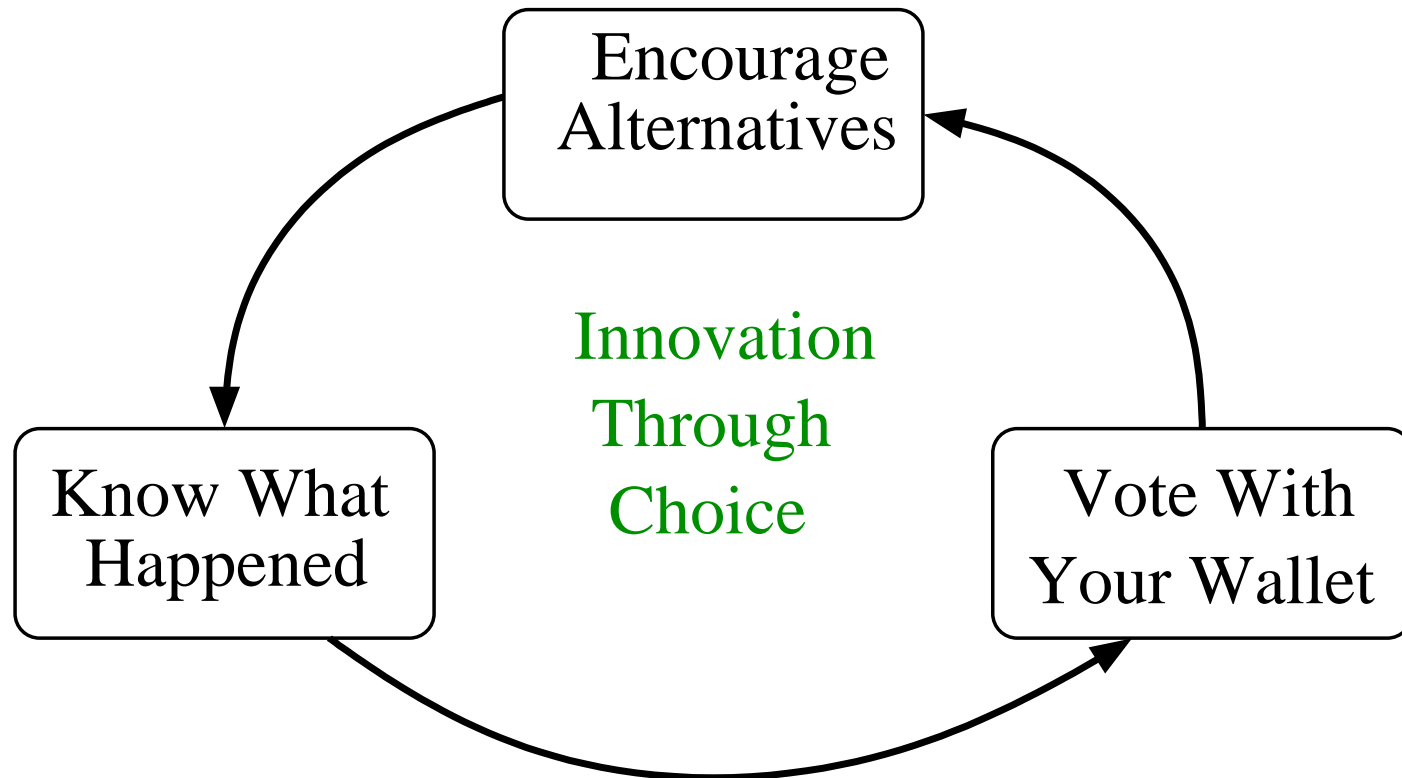 Encourage
Alternatives
Innovation
Through
Choice
Know What
Happened
Vote With
Your Wallet